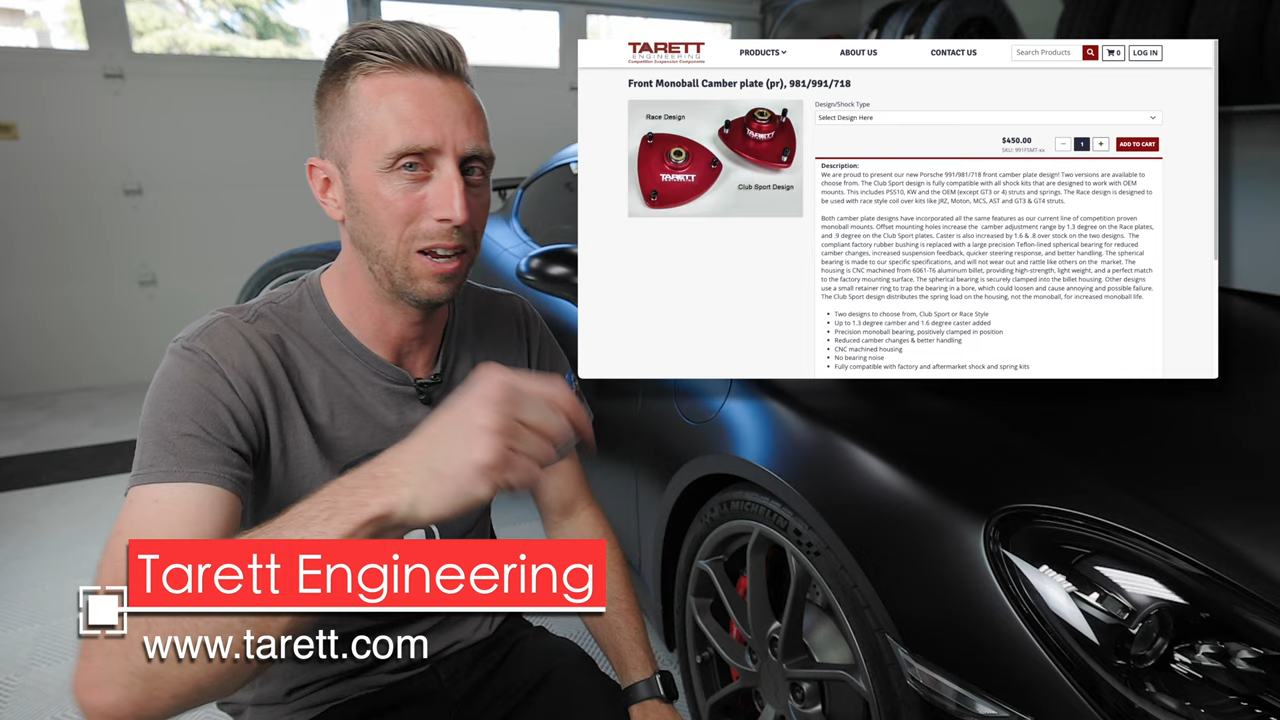 TARETT
ENGINEERING
Competition Suspension Components
PRODUCTS
ABOUT US
CONTACT US
Search Products
0
LOG IN
Front Monoball Camber plate (pr), 981/991/718
Race Design
TARETT
TARETT
Club Sport Design
Design/Shock Type
Select Design Here
$450.00
SKU: 991FSMT-xx
1
ADD TO CART
Description:
We are proud to present our new Porsche 991/981/718 front camber plate design! Two versions are available to
choose from. The Club Sport design is fully compatible with all shock kits that are designed to work with OEM
mounts. This includes PSS10, KW and the OEM (except GT3 or 4) struts and springs. The Race design is designed to
be used with race style coil over kits like JRZ, Moton, MCS, AST and GT3 & GT4 struts.
Both camber plate designs have incorporated all the same features as our current line of competition proven
monoball mounts. Offset mounting holes increase the camber adjustment range by 1.3 degree on the Race plates,
and .9 degree on the Club Sport plates. Caster is also increased by 1.6 & .8 over stock on the two designs. The
compliant factory rubber bushing is replaced with a large precision Teflon-lined spherical bearing for reduced
camber changes, increased suspension feedback, quicker steering response, and better handling. The spherical
bearing is made to our specific specifications, and will not wear out and rattle like others on the market. The
housing is CNC machined from 6061-T6 aluminum billet, providing high-strength, light weight, and a perfect match
to the factory mounting surface. The spherical bearing is securely clamped into the billet housing. Other designs
use a small retainer ring to trap the bearing in a bore, which could loosen and cause annoying and possible failure.
The Club Sport design distributes the spring load on the housing, not the monoball, for increased monoball life.
Two designs to choose from, Club Sport or Race Style
Up to 1.3 degree camber and 1.6 degree caster added
Precision monoball bearing, positively clamped in position
Reduced camber changes & better handling
CNC machined housing
No bearing noise
Fully compatible with factory and aftermarket shock and spring kits
MICHELIN
Tarett Engineering
www.tarett.com